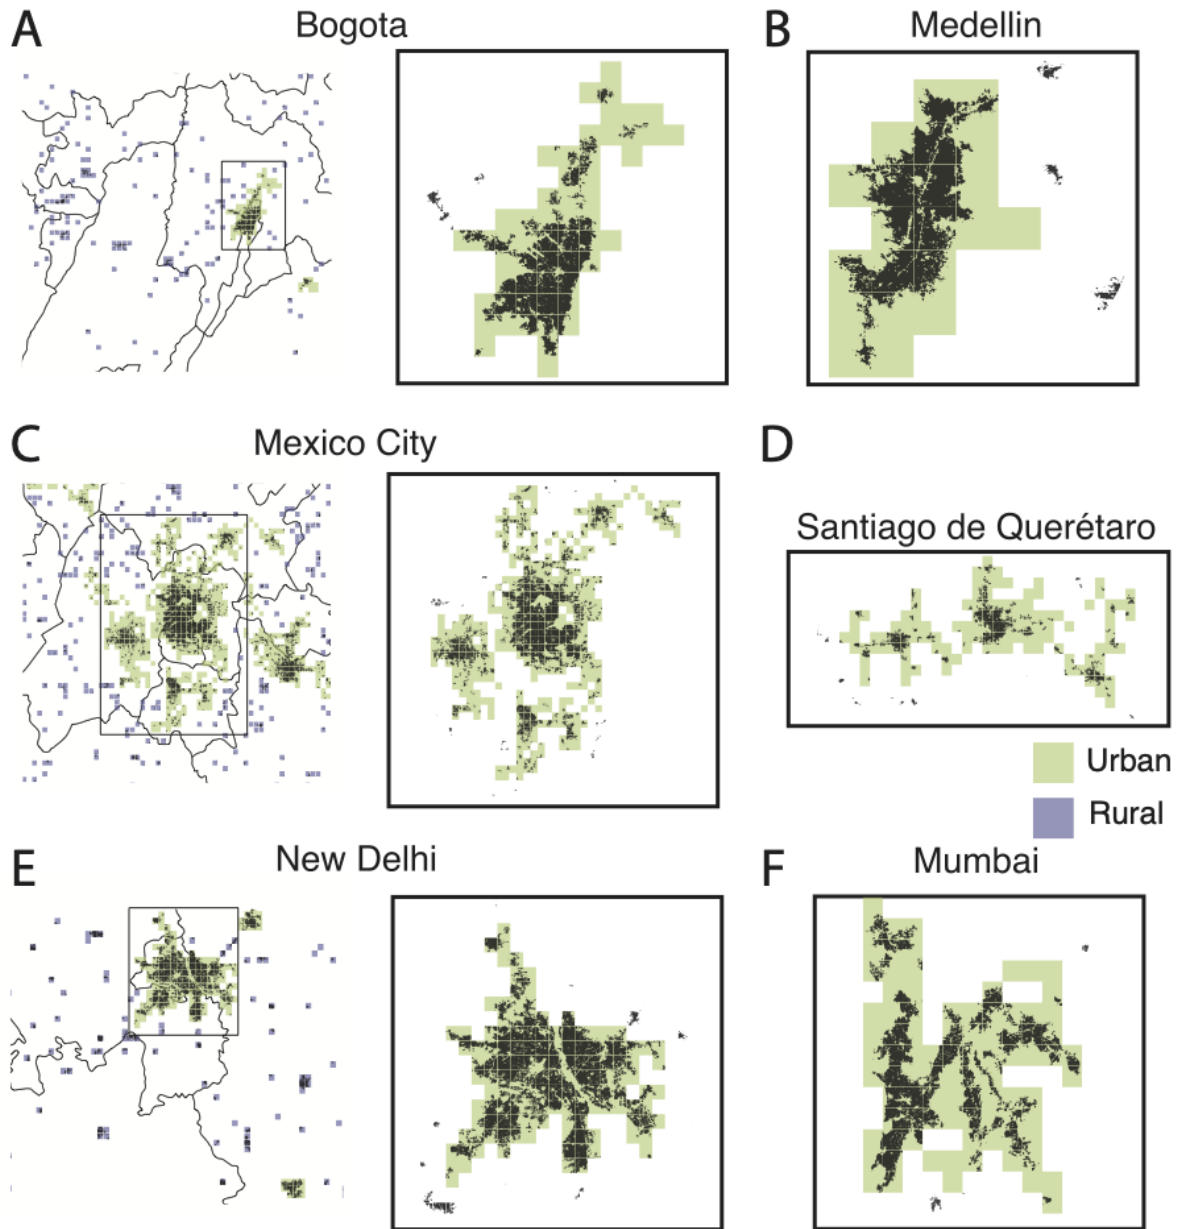 A
Bogota
B
Medellin
C
Mexico City
D
Santiago de Querétaro
Urban
Rural
E
New Delhi
F
Mumbai